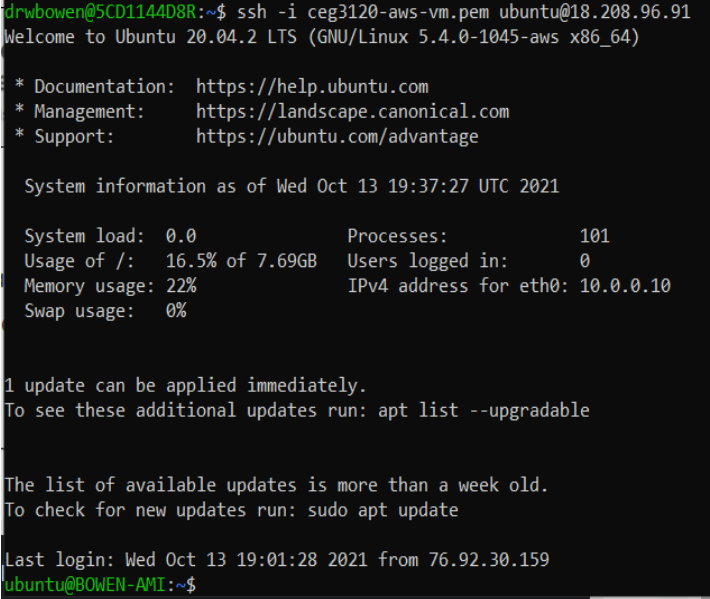 drwbowen@5CD1144D8R:~$ ssh -i ceg3120-aws-vm.pem ubuntu@18.208.96.91
Welcome to Ubuntu 20.04.2 LTS (GNU/Linux 5.4.0-1045-aws x86_64)
* Documentation: https://help.ubuntu.com
* Management: https://landscape.canonical.com
* Support: https://ubuntu.com/advantage
System information as of Wed Oct 13 19:37:27 UTC 2021
System load: 0.0 Processes: 101
Usage of /: 16.5% of 7.69GB Users logged in: 0
Memory usage: 22% IPv4 address for eth0: 10.0.0.10
Swap usage: 0%
1 update can be applied immediately.
To see these additional updates run: apt list --upgradable
The list of available updates is more than a week old.
To check for new updates run: sudo apt update
Last login: Wed Oct 13 19:01:28 2021 from 76.92.30.159
ubuntu@BOWEN-AMI:~$